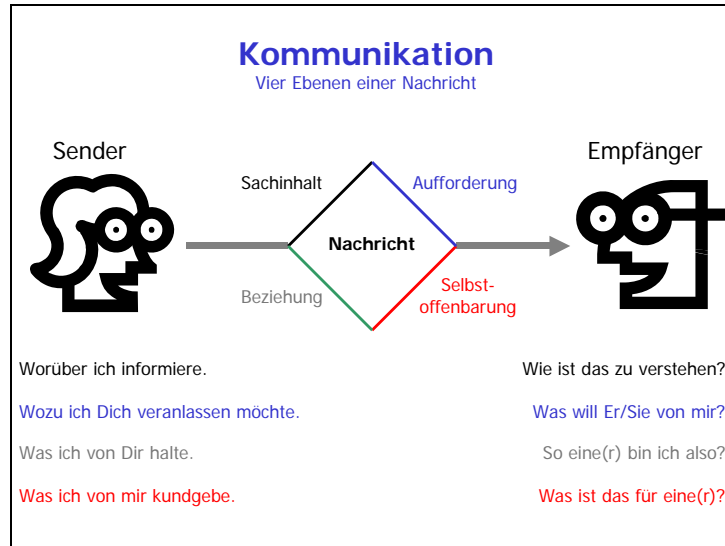 Kommunikation
Vier Ebenen einer Nachricht
Sender
Empfänger
Sachinhalt
Aufforderung
Nachricht
Beziehung
Selbst-
offenbarung
Worüber ich informiere.
Wie ist das zu verstehen?
Wozu ich Dich veranlassen möchte.
Was will Er/Sie von mir?
Was ich von Dir halte.
So eine(r) bin ich also?
Was ich von mir kundgebe.
Was ist das für eine(r)?